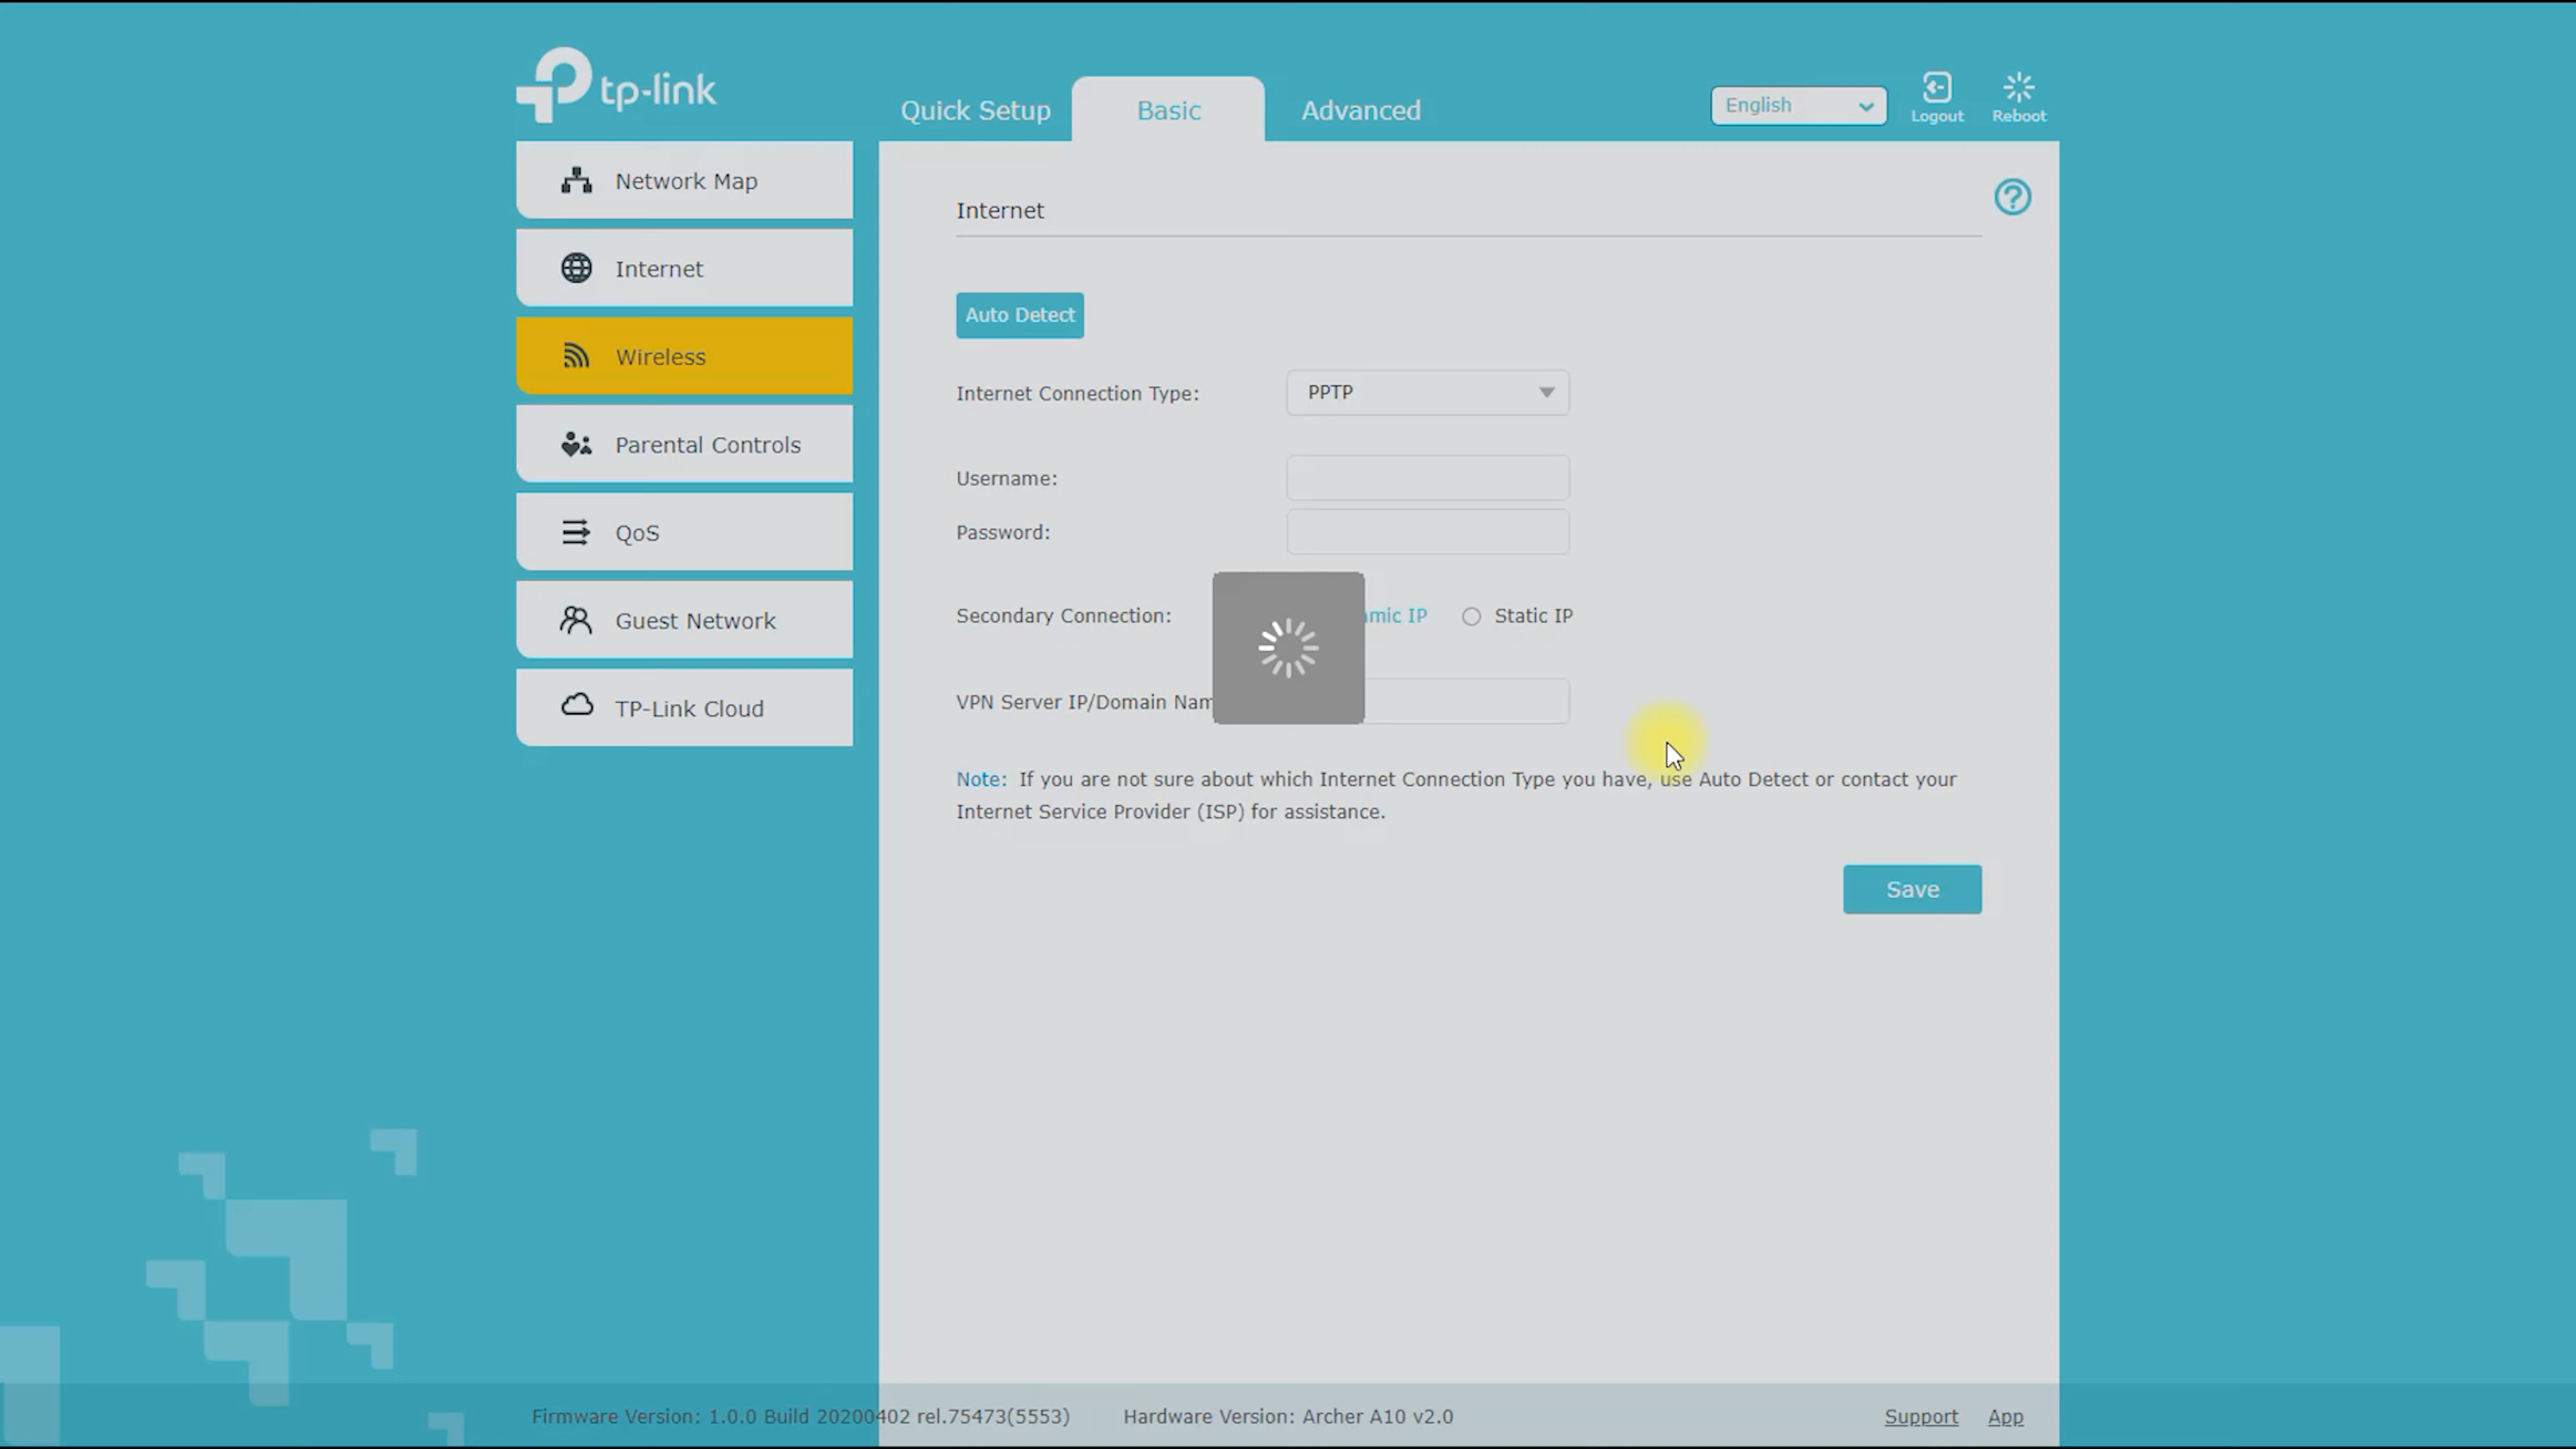 tp-link
Quick Setup
Basic
Advanced
English
Logout
Reboot
Network Map
Internet
Wireless
Parental Controls
QoS
Guest Network
TP-Link Cloud
Internet
Auto Detect
Internet Connection Type: PPTP
Username:
Password:
Secondary Connection: mic IP Static IP
VPN Server IP/Domain Nam
Note: If you are not sure about which Internet Connection Type you have, use Auto Detect or contact your
Internet Service Provider (ISP) for assistance.
Save
Firmware Version: 1.0.0 Build 20200402 rel.75473(5553) Hardware Version: Archer A10 v2.0 Support App